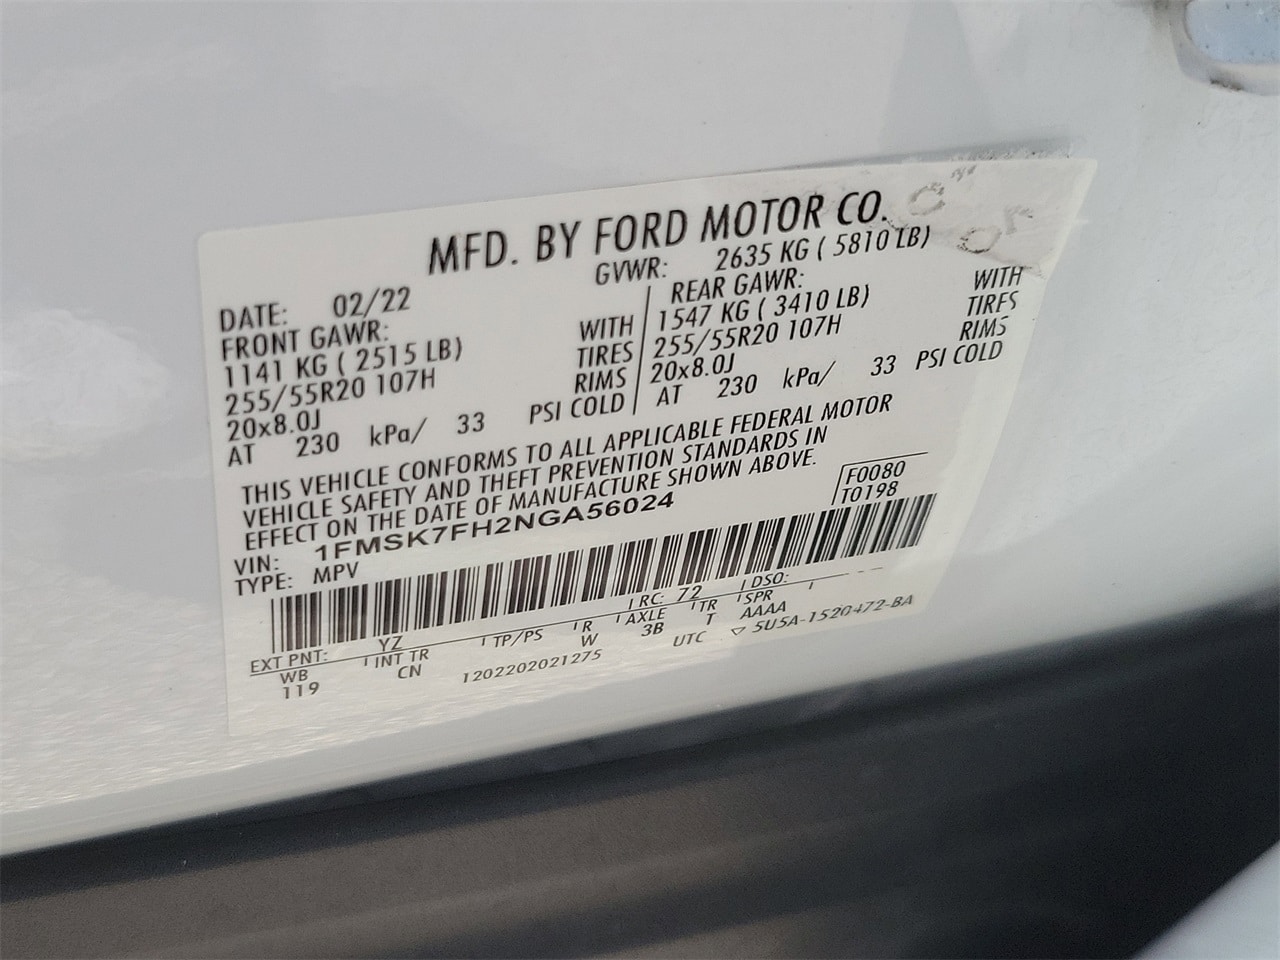 MFD. BY FORD MOTOR CO.
DATE: 02/22 GVWR: 2635 KG ( 5810 LB)
FRONT GAWR: REAR GAWR:
1141 KG ( 2515 LB) WITH 1547 KG ( 3410 LB) WITH
255/55R20 107H TIRES 255/55R20 107H TIRES
20x8.0J RIMS 20x8.0J RIMS
AT 230 kPa/ 33 PSI COLD AT 230 kPa/ 33 PSI COLD
THIS VEHICLE CONFORMS TO ALL APPLICABLE FEDERAL MOTOR
VEHICLE SAFETY AND THEFT PREVENTION STANDARDS IN
EFFECT ON THE DATE OF MANUFACTURE SHOWN ABOVE.
VIN: 1FMSK7FH2NGA56024 F0080
TYPE: MPV T0198
EXT PNT: YZ RC: 72 DSO:
WB INT TR TP/PS R AXLE TR SPR
119 CN W 3B T AAAA
1202202021275 UTC ▽ 5U5A-1520472-BA